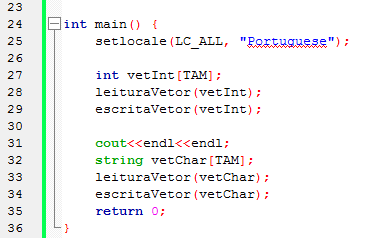 23
24 int main() {
25 setlocale(LC_ALL, "Portuguese");
26
27 int vetInt[TAM];
28 leituraVetor(vetInt);
29 escritaVetor(vetInt);
30
31 cout<<endl<<endl;
32 string vetChar[TAM];
33 leituraVetor(vetChar);
34 escritaVetor(vetChar);
35 return 0;
36 }